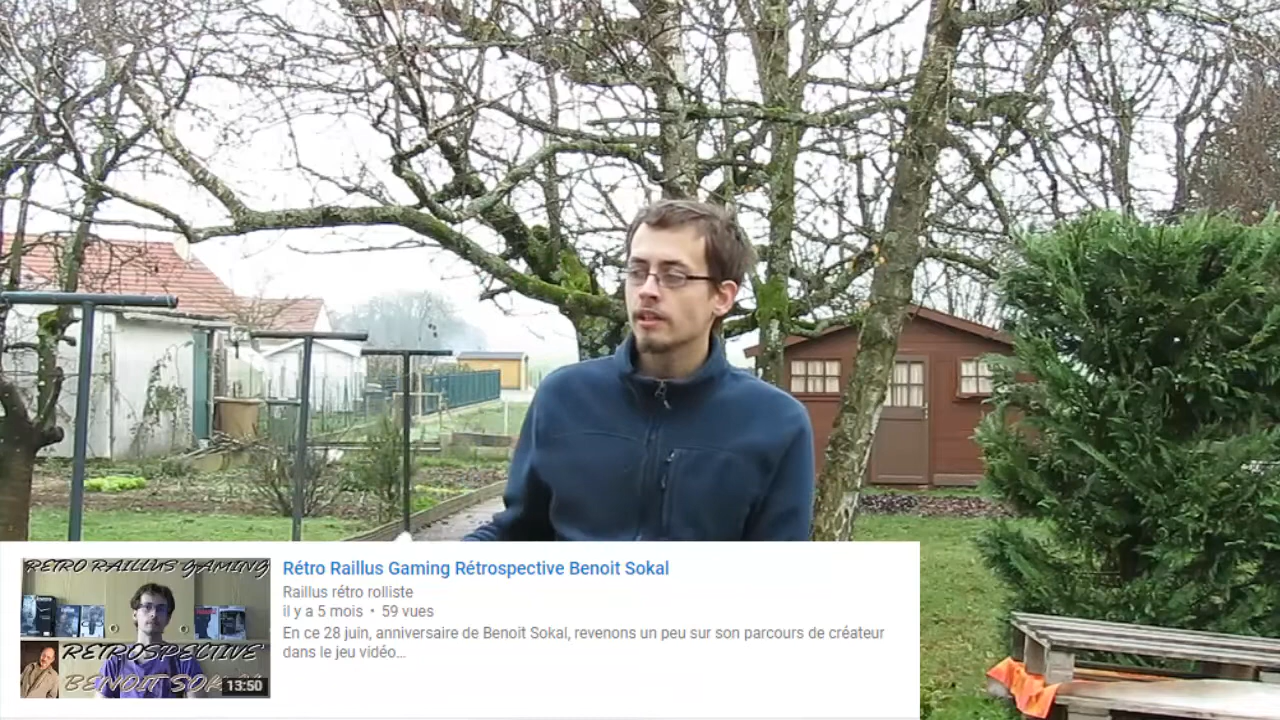 RETRO RAILLUS GAMING
RETROSPECTIVE
BENOIT SOKAL
13:50
Rétro Raillus Gaming Rétrospective Benoit Sokal
Raillus rétro rolliste
il y a 5 mois • 59 vues
En ce 28 juin, anniversaire de Benoît Sokal, revenons un peu sur son parcours de créateur
dans le jeu vidéo...